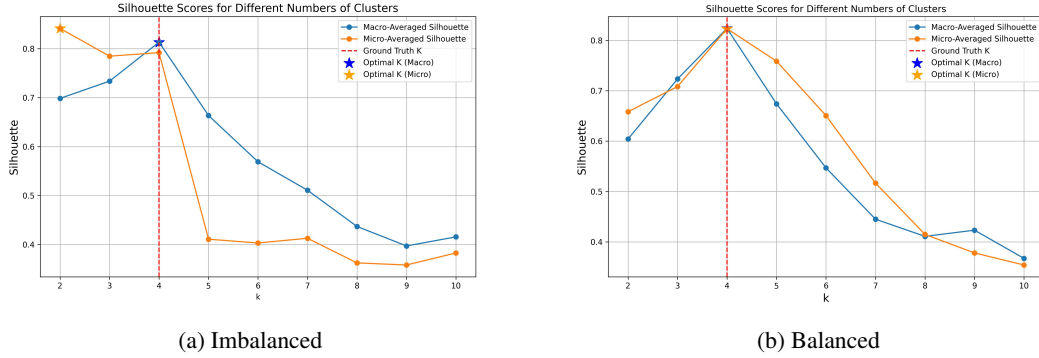 Silhouette Scores for Different Numbers of Clusters
Macro-Averaged Silhouette
Micro-Averaged Silhouette
Ground Truth K
Optimal K (Macro)
Optimal K (Micro)
Silhouette
0.8
0.7
0.6
0.5
0.4
2 3 4 5 6 7 8 9 10
k
(a) Imbalanced
Silhouette Scores for Different Numbers of Clusters
Macro-Averaged Silhouette
Micro-Averaged Silhouette
Ground Truth K
Optimal K (Macro)
Optimal K (Micro)
Silhouette
0.8
0.7
0.6
0.5
0.4
2 3 4 5 6 7 8 9 10
k
(b) Balanced